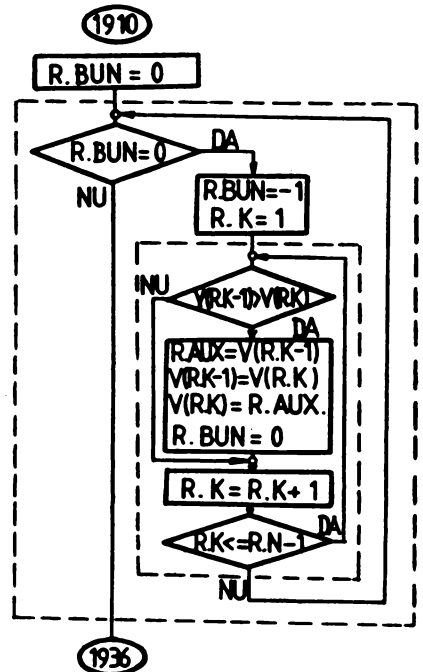 1910
R.BUN = 0
R.BUN=0
DA
NU
R.BUN=-1
R.K=1
NU
V(R.K-1)>V(R.K)
DA
R.AUX=V(R.K-1)
V(R.K-1)=V(R.K)
V(R.K)= R.AUX.
R.BUN = 0
R.K=R.K+1
DA
R.K<=R.N-1
NU
1936